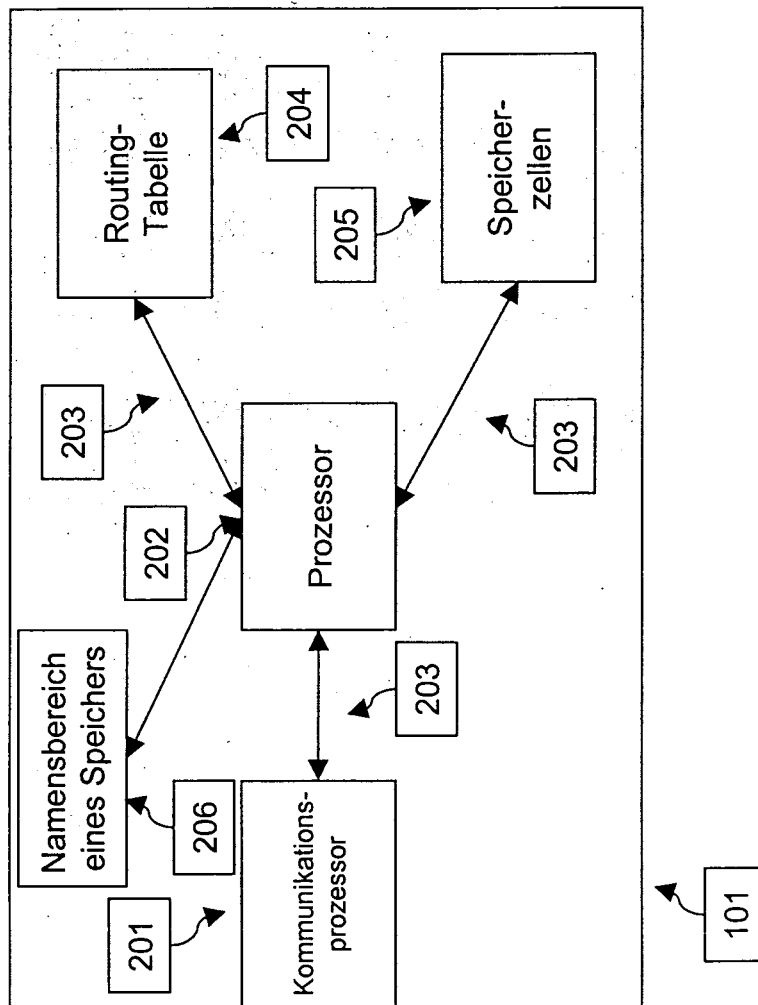 Namensbereich
eines Speichers
206
202
203
Routing-
Tabelle
204
201
Kommunikations-
prozessor
203
Prozessor
205
203
Speicher-
zellen
101